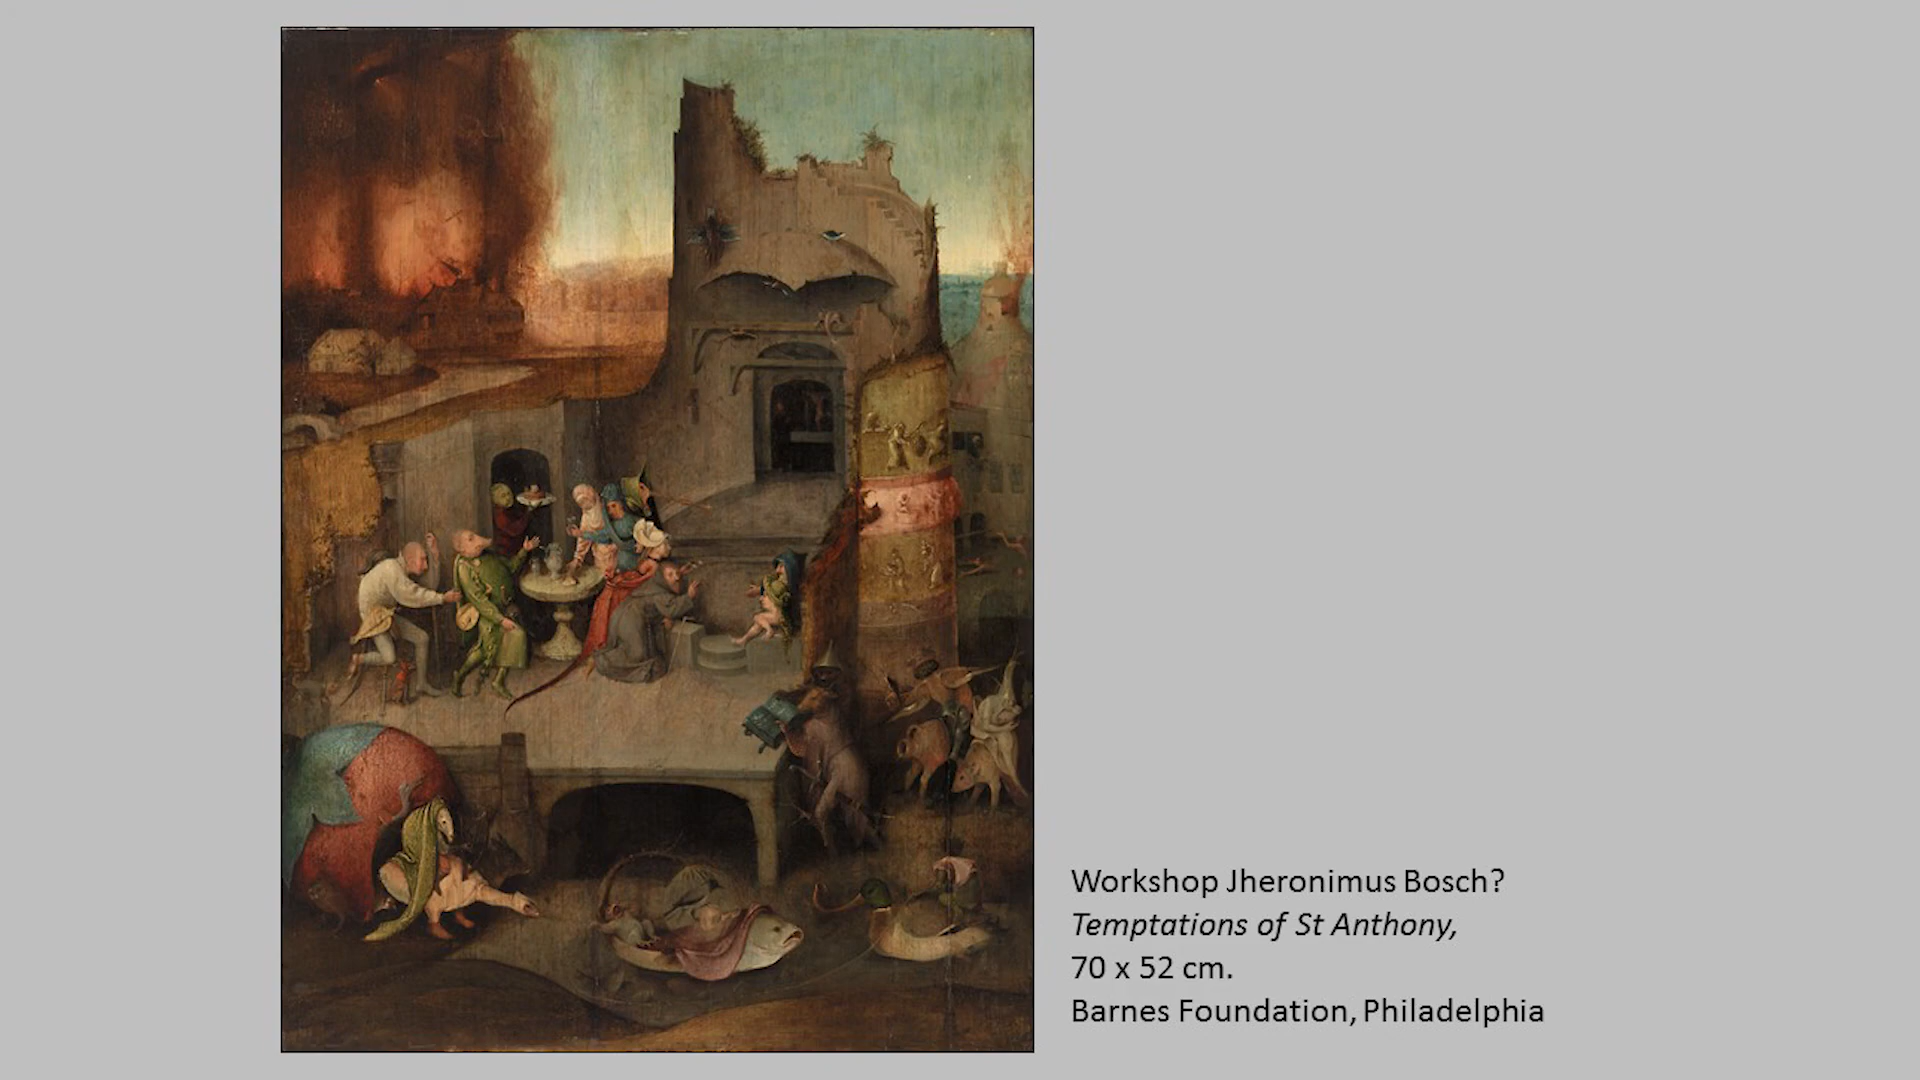 Workshop Jheronimus Bosch?
Temptations of St Anthony,
70 x 52 cm.
Barnes Foundation, Philadelphia